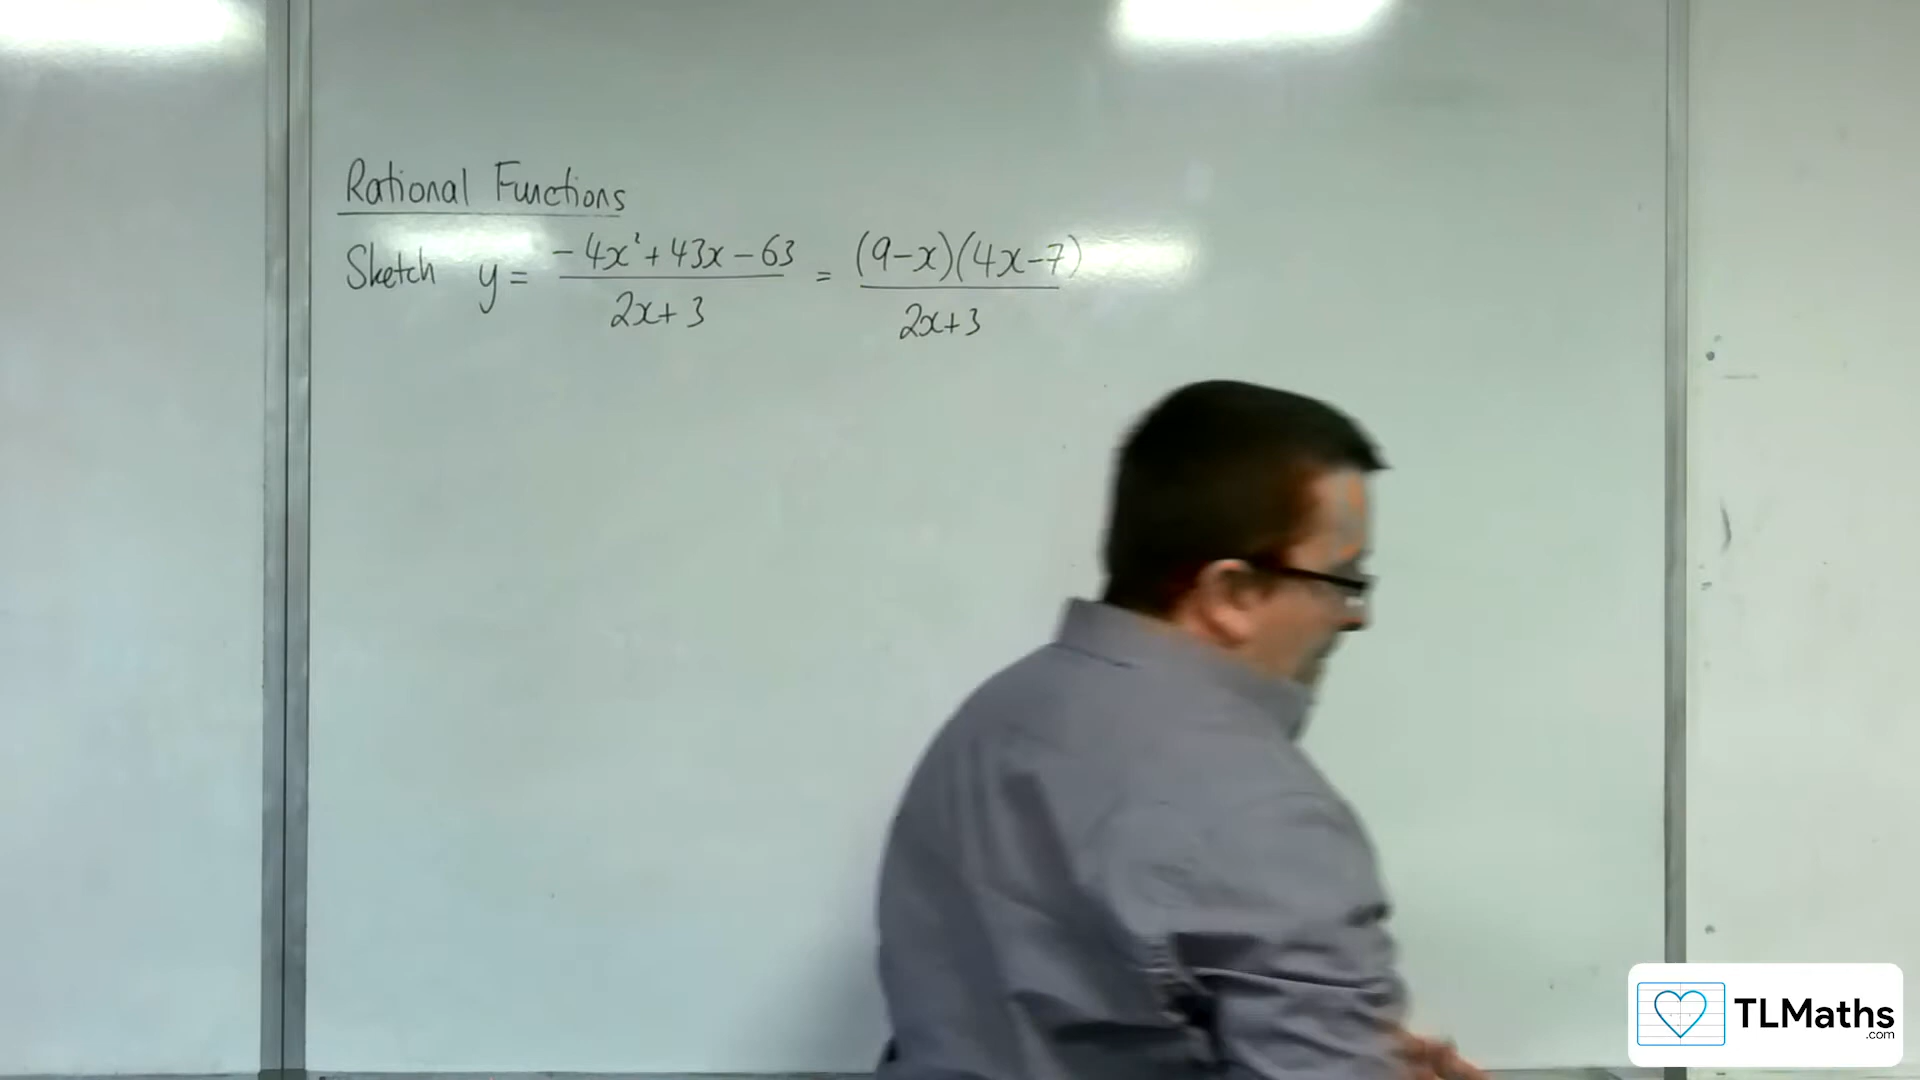 Rational Functions
Sketch y = (-4x² + 43x - 63)/(2x + 3) = ((9-x)(4x-7))/(2x+3)
TLMaths
.com